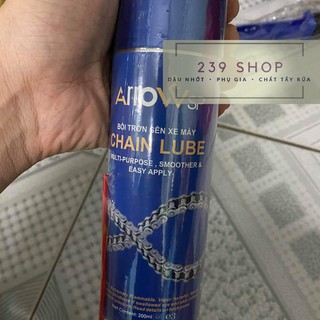 239 SHOP
DẦU NHỚT • PHỤ GIA • CHẤT TẨY RỬA
Arrow
BÔI TRƠN SÊN XE MÁY
CHAIN LUBE
MULTI-PURPOSE , SMOOTHER &
EASY APPLY